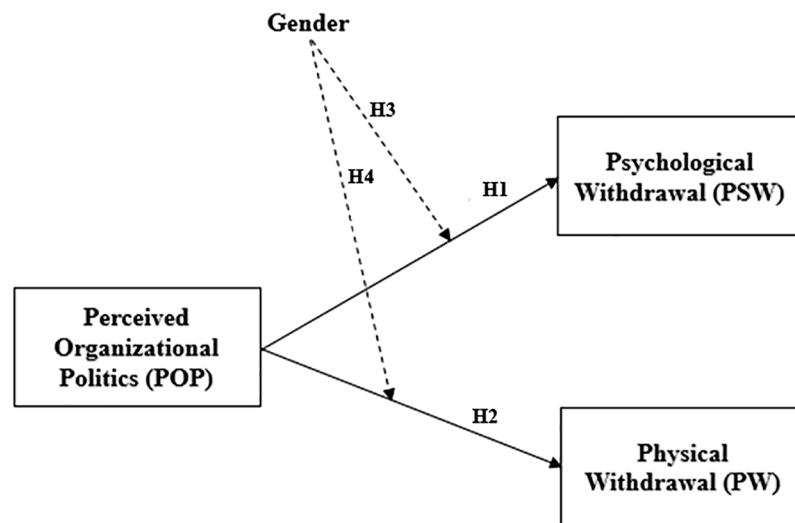 Gender
H3
H4
H1
Psychological
Withdrawal (PSW)
Perceived
Organizational
Politics (POP)
H2
Physical
Withdrawal (PW)